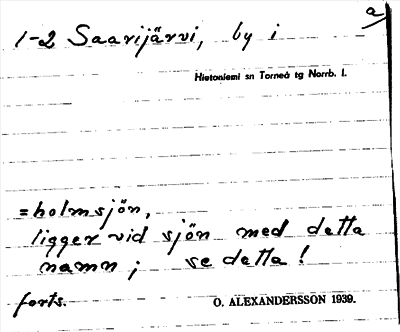 a
1-2 Saarijärvi, by i
Hietaniemi sn Torneå tg Norrb. l.
=holmsjön,
ligger vid sjön med detta
namn; se detta!
forts.
O. ALEXANDERSSON 1939.